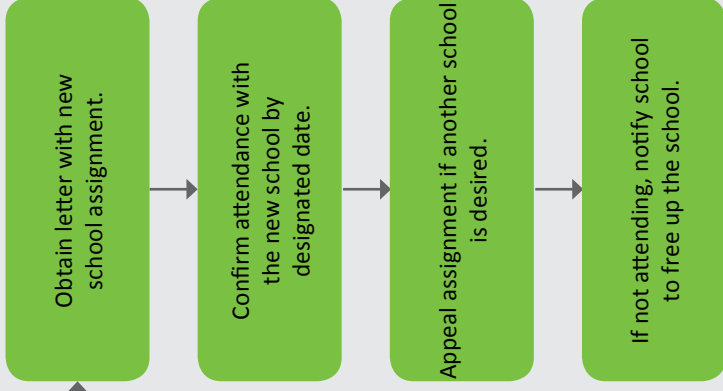 Obtain letter with new
school assignment.
Confirm attendance with
the new school by
designated date.
Appeal assignment if another school
is desired.
If not attending, notify school
to free up the school.